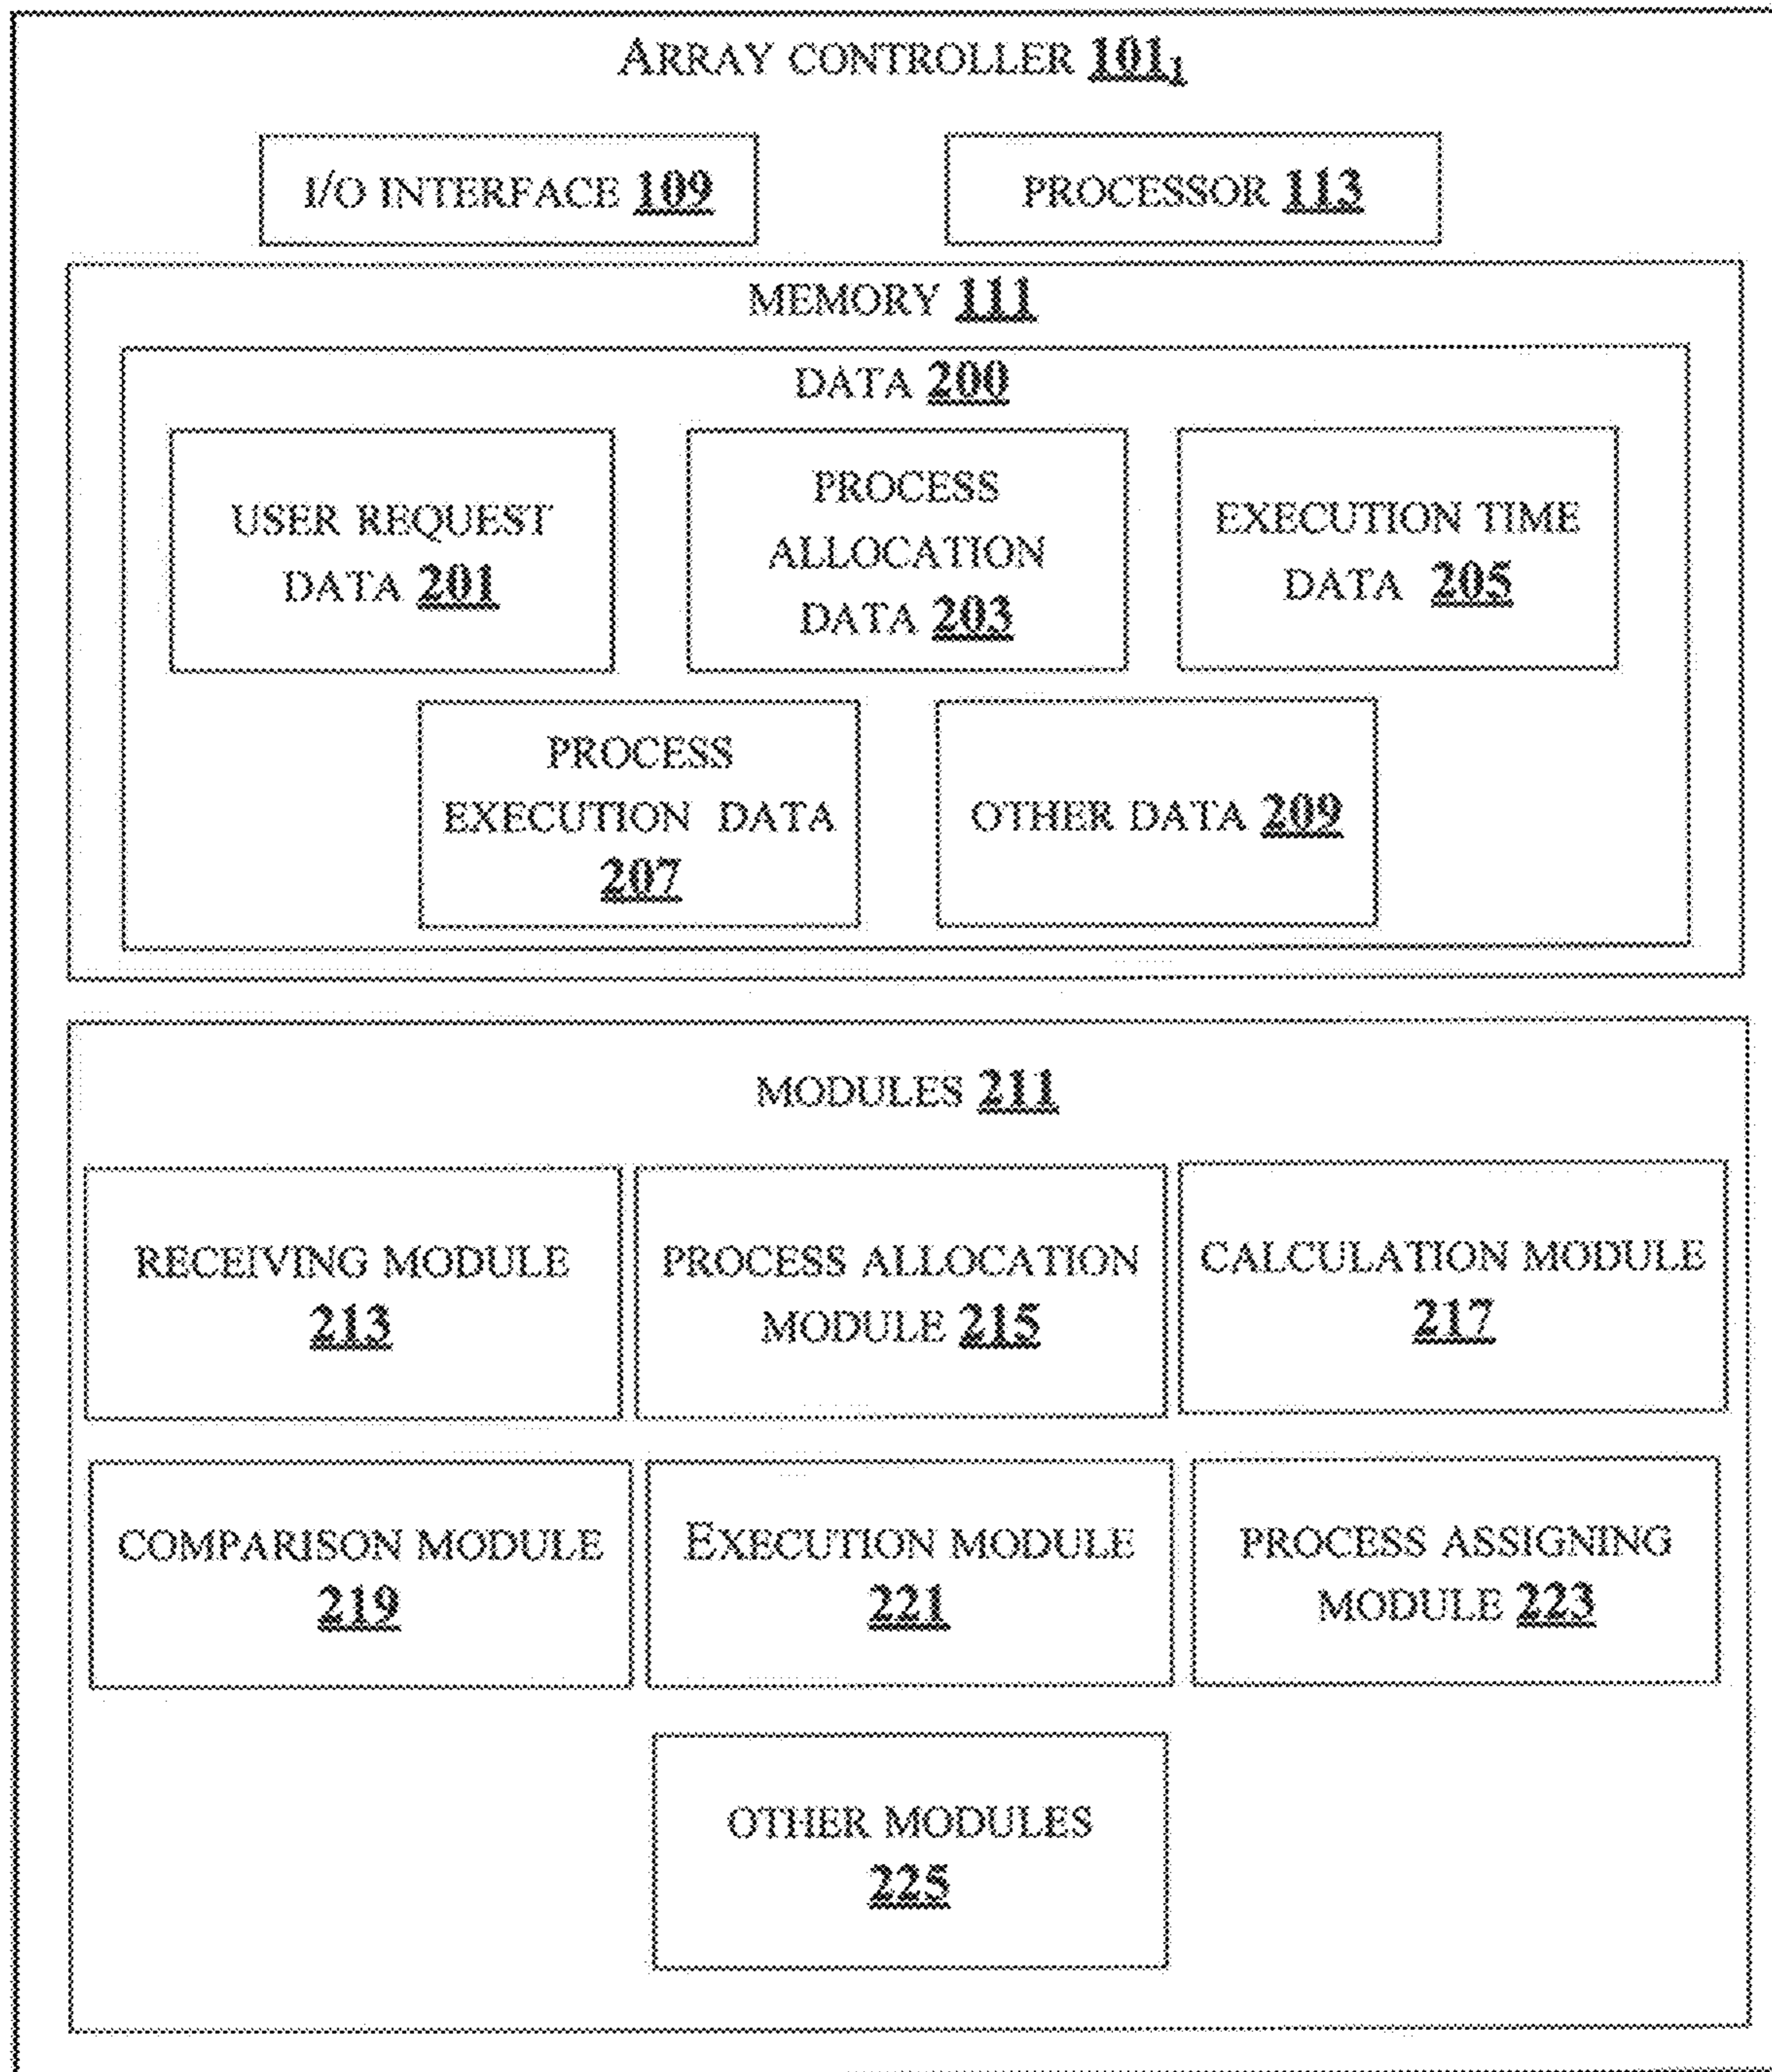 ARRAY CONTROLLER 101₁
I/O INTERFACE 109
PROCESSOR 113
MEMORY 111
DATA 200
USER REQUEST
DATA 201
PROCESS
ALLOCATION
DATA 203
EXECUTION TIME
DATA 205
PROCESS
EXECUTION DATA
207
OTHER DATA 209
MODULES 211
RECEIVING MODULE
213
PROCESS ALLOCATION
MODULE 215
CALCULATION MODULE
217
COMPARISON MODULE
219
EXECUTION MODULE
221
PROCESS ASSIGNING
MODULE 223
OTHER MODULES
225